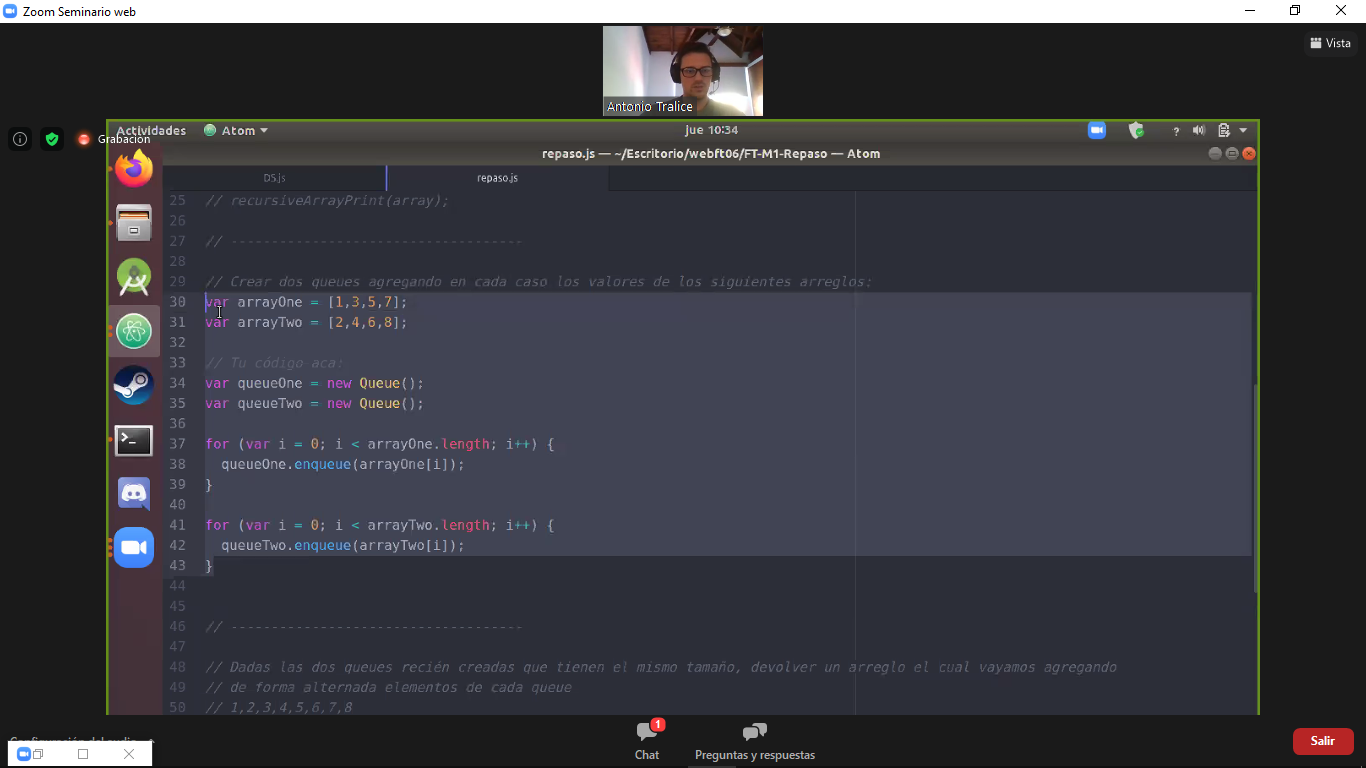 Zoom Seminario web
Vista
Antonio Tralice
Actividades Atom jue 10:34
Grabación
repaso.js — ~/Escritorio/webft06/FT-M1-Repaso — Atom
D5.js repaso.js
25 // recursiveArrayPrint(array);
26
27 // ------------------------------------
28
29 // Crear dos queues agregando en cada caso los valores de los siguientes arreglos:
30 var arrayOne = [1,3,5,7];
31 var arrayTwo = [2,4,6,8];
32
33 // Tu código aca:
34 var queueOne = new Queue();
35 var queueTwo = new Queue();
36
37 for (var i = 0; i < arrayOne.length; i++) {
38 queueOne.enqueue(arrayOne[i]);
39 }
40
41 for (var i = 0; i < arrayTwo.length; i++) {
42 queueTwo.enqueue(arrayTwo[i]);
43 }
44
45
46 // ------------------------------------
47
48 // Dadas las dos queues recién creadas que tienen el mismo tamaño, devolver un arreglo el cual vayamos agregando
49 // de forma alternada elementos de cada queue
50 // 1,2,3,4,5,6,7,8
1
Chat
Preguntas y respuestas
Salir